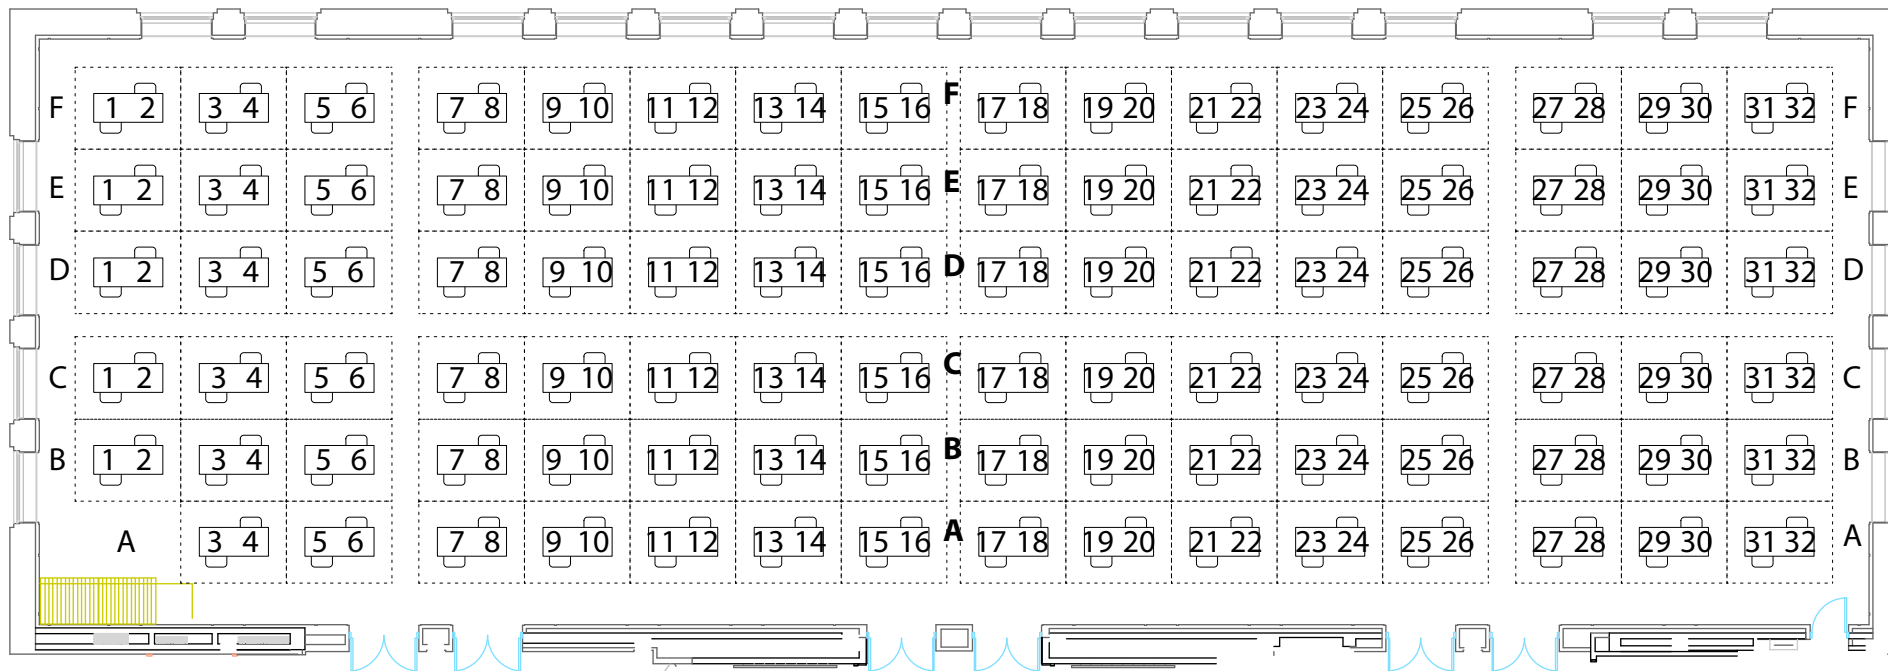 F 1 2 3 4 5 6 7 8 9 10 11 12 13 14 15 16 F 17 18 19 20 21 22 23 24 25 26 27 28 29 30 31 32 F
E 1 2 3 4 5 6 7 8 9 10 11 12 13 14 15 16 E 17 18 19 20 21 22 23 24 25 26 27 28 29 30 31 32 E
D 1 2 3 4 5 6 7 8 9 10 11 12 13 14 15 16 D 17 18 19 20 21 22 23 24 25 26 27 28 29 30 31 32 D
C 1 2 3 4 5 6 7 8 9 10 11 12 13 14 15 16 C 17 18 19 20 21 22 23 24 25 26 27 28 29 30 31 32 C
B 1 2 3 4 5 6 7 8 9 10 11 12 13 14 15 16 B 17 18 19 20 21 22 23 24 25 26 27 28 29 30 31 32 B
A 3 4 5 6 7 8 9 10 11 12 13 14 15 16 A 17 18 19 20 21 22 23 24 25 26 27 28 29 30 31 32 A